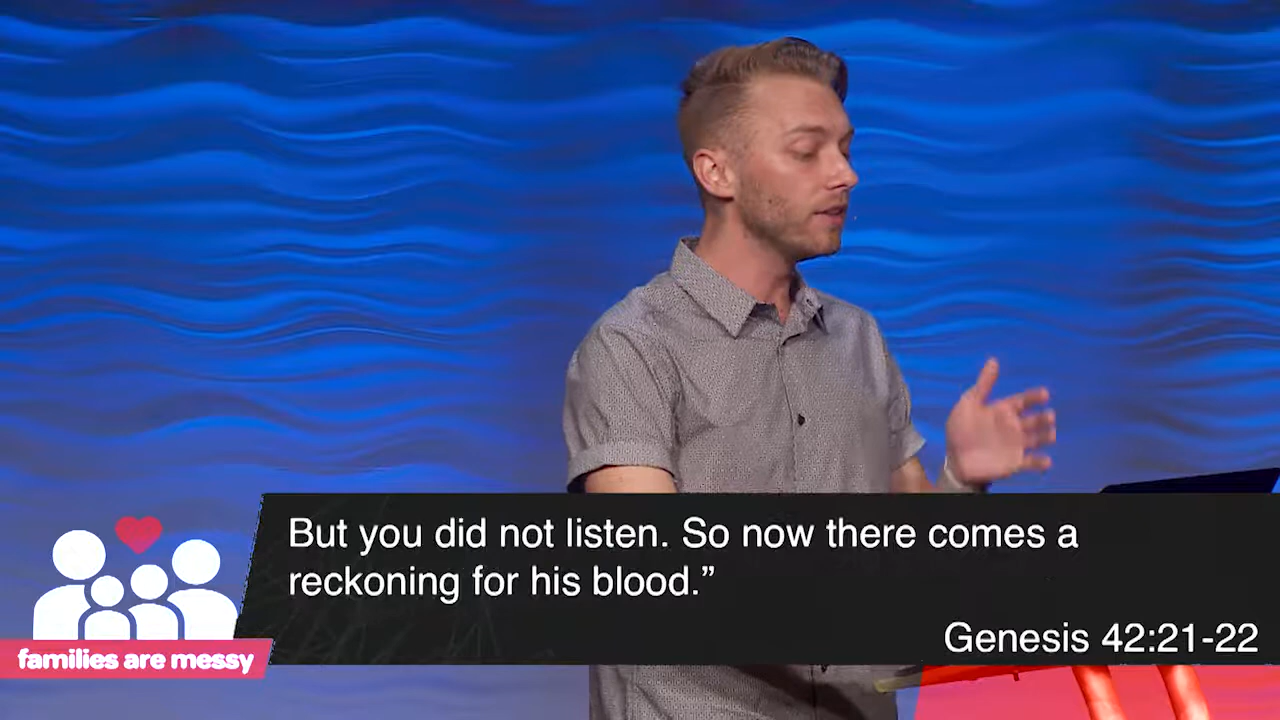 But you did not listen. So now there comes a
reckoning for his blood.”
Genesis 42:21-22
families are messy